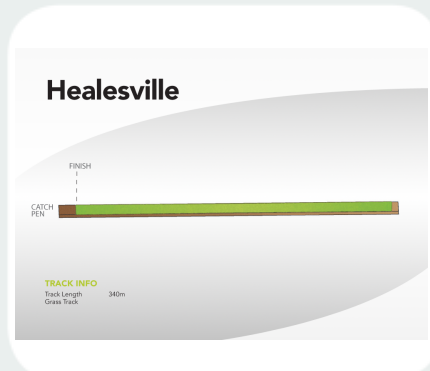 Healesville
FINISH
CATCH
PEN
TRACK INFO
Track Length 340m
Grass Track